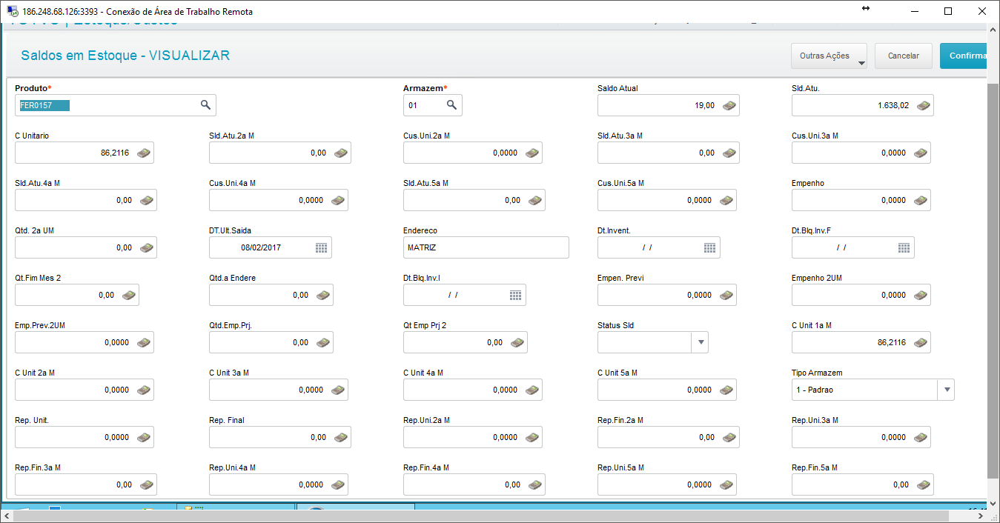 186.248.68.126:3393 - Conexão de Área de Trabalho Remota
Saldos em Estoque - VISUALIZAR
Outras Ações
Cancelar
Confirma
Produto*
Armazem*
Saldo Atual
Sld.Atu.
FER0157
01
19,00
1.638,02
C Unitario
Sld.Atu.2a M
Cus.Uni.2a M
Sld.Atu.3a M
Cus.Uni.3a M
86,2116
0,00
0,0000
0,00
0,0000
Sld.Atu.4a M
Cus.Uni.4a M
Sld.Atu.5a M
Cus.Uni.5a M
Empenho
0,00
0,0000
0,00
0,0000
0,0000
Qtd. 2a UM
DT.Ult.Saida
Endereco
Dt.Invent.
Dt.Blq.Inv.F
0,00
08/02/2017
MATRIZ
/ /
/ /
Qt.Fim Mes 2
Qtd.a Endere
Dt.Blq.Inv.I
Empen. Previ
Empenho 2UM
0,00
0,00
/ /
0,0000
0,0000
Emp.Prev.2UM
Qtd.Emp.Prj.
Qt Emp Prj 2
Status Sld
C Unit 1a M
0,0000
0,00
0,00
86,2116
C Unit 2a M
C Unit 3a M
C Unit 4a M
C Unit 5a M
Tipo Armazem
0,0000
0,0000
0,0000
0,0000
1 - Padrao
Rep. Unit.
Rep. Final
Rep.Uni.2a M
Rep.Fin.2a M
Rep.Uni.3a M
0,0000
0,00
0,0000
0,00
0,0000
Rep.Fin.3a M
Rep.Uni.4a M
Rep.Fin.4a M
Rep.Uni.5a M
Rep.Fin.5a M
0,00
0,0000
0,00
0,0000
0,00